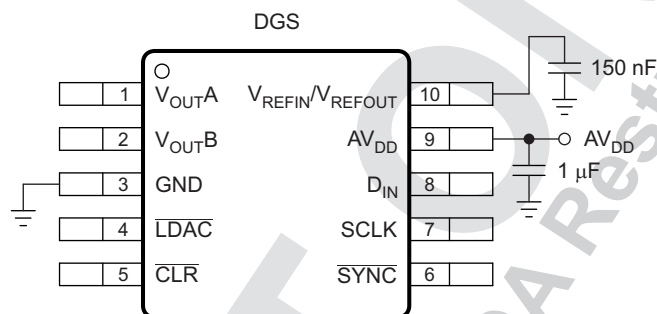 DGS
1 VOUTA VREFIN/VREFOUT 10 150 nF
2 VOUTB AVDD 9 AVDD
1 μF
3 GND DIN 8
4 LDAC SCLK 7
5 CLR SYNC 6